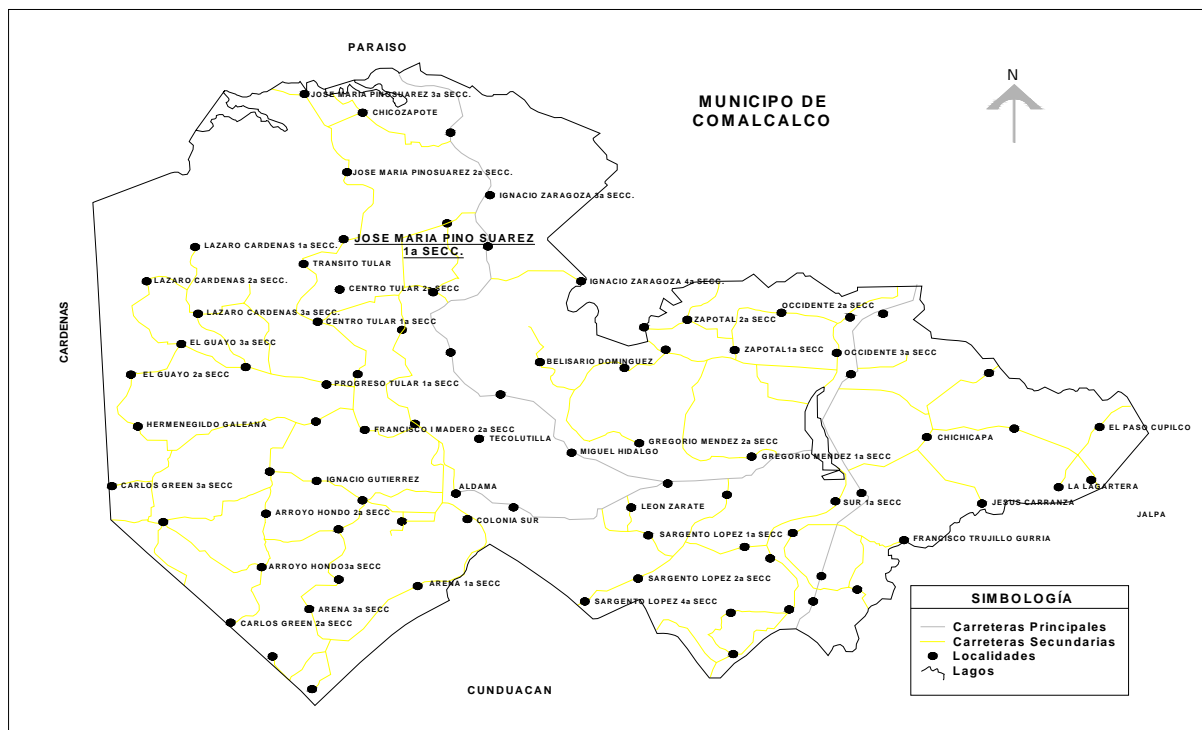 PARAISO
MUNICIPO DE
COMALCALCO
N
JOSE MARIA PINOSUAREZ 3a SECC.
CHICOZAPOTE
JOSE MARIA PINOSUAREZ 2a SECC.
IGNACIO ZARAGOZA 3a SECC.
JOSE MARIA PINO SUAREZ
1a SECC.
LAZARO CARDENAS 1a SECC.
TRANSITO TULAR
LAZARO CARDENAS 2a SECC.
CENTRO TULAR 2a SECC
IGNACIO ZARAGOZA 4a SECC.
LAZARO CARDENAS 3a SECC.
CENTRO TULAR 1a SECC
OCCIDENTE 2a SECC
ZAPOTAL 2a SECC
CARDENAS
EL GUAYO 3a SECC
ZAPOTAL1a SECC
OCCIDENTE 3a SECC
BELISARIO DOMINGUEZ
EL GUAYO 2a SECC
PROGRESO TULAR 1a SECC
HERMENEGILDO GALEANA
FRANCISCO I MADERO 2a SECC
TECOLUTILLA
GREGORIO MENDEZ 2a SECC
CHICHICAPA
EL PASO CUPILCO
MIGUEL HIDALGO
GREGORIO MENDEZ 1a SECC
CARLOS GREEN 3a SECC
IGNACIO GUTIERREZ
ALDAMA
LA LAGARTERA
ARROYO HONDO 2a SECC
COLONIA SUR
LEON ZARATE
SUR 1a SECC
JESUS CARRANZA
JALPA
SARGENTO LOPEZ 1a SECC
FRANCISCO TRUJILLO GURRIA
ARROYO HONDO3a SECC
ARENA 1a SECC
SARGENTO LOPEZ 2a SECC
ARENA 3a SECC
SARGENTO LOPEZ 4a SECC
CARLOS GREEN 2a SECC
CUNDUACAN
SIMBOLOGÍA
Carreteras Principales
Carreteras Secundarias
Localidades
Lagos